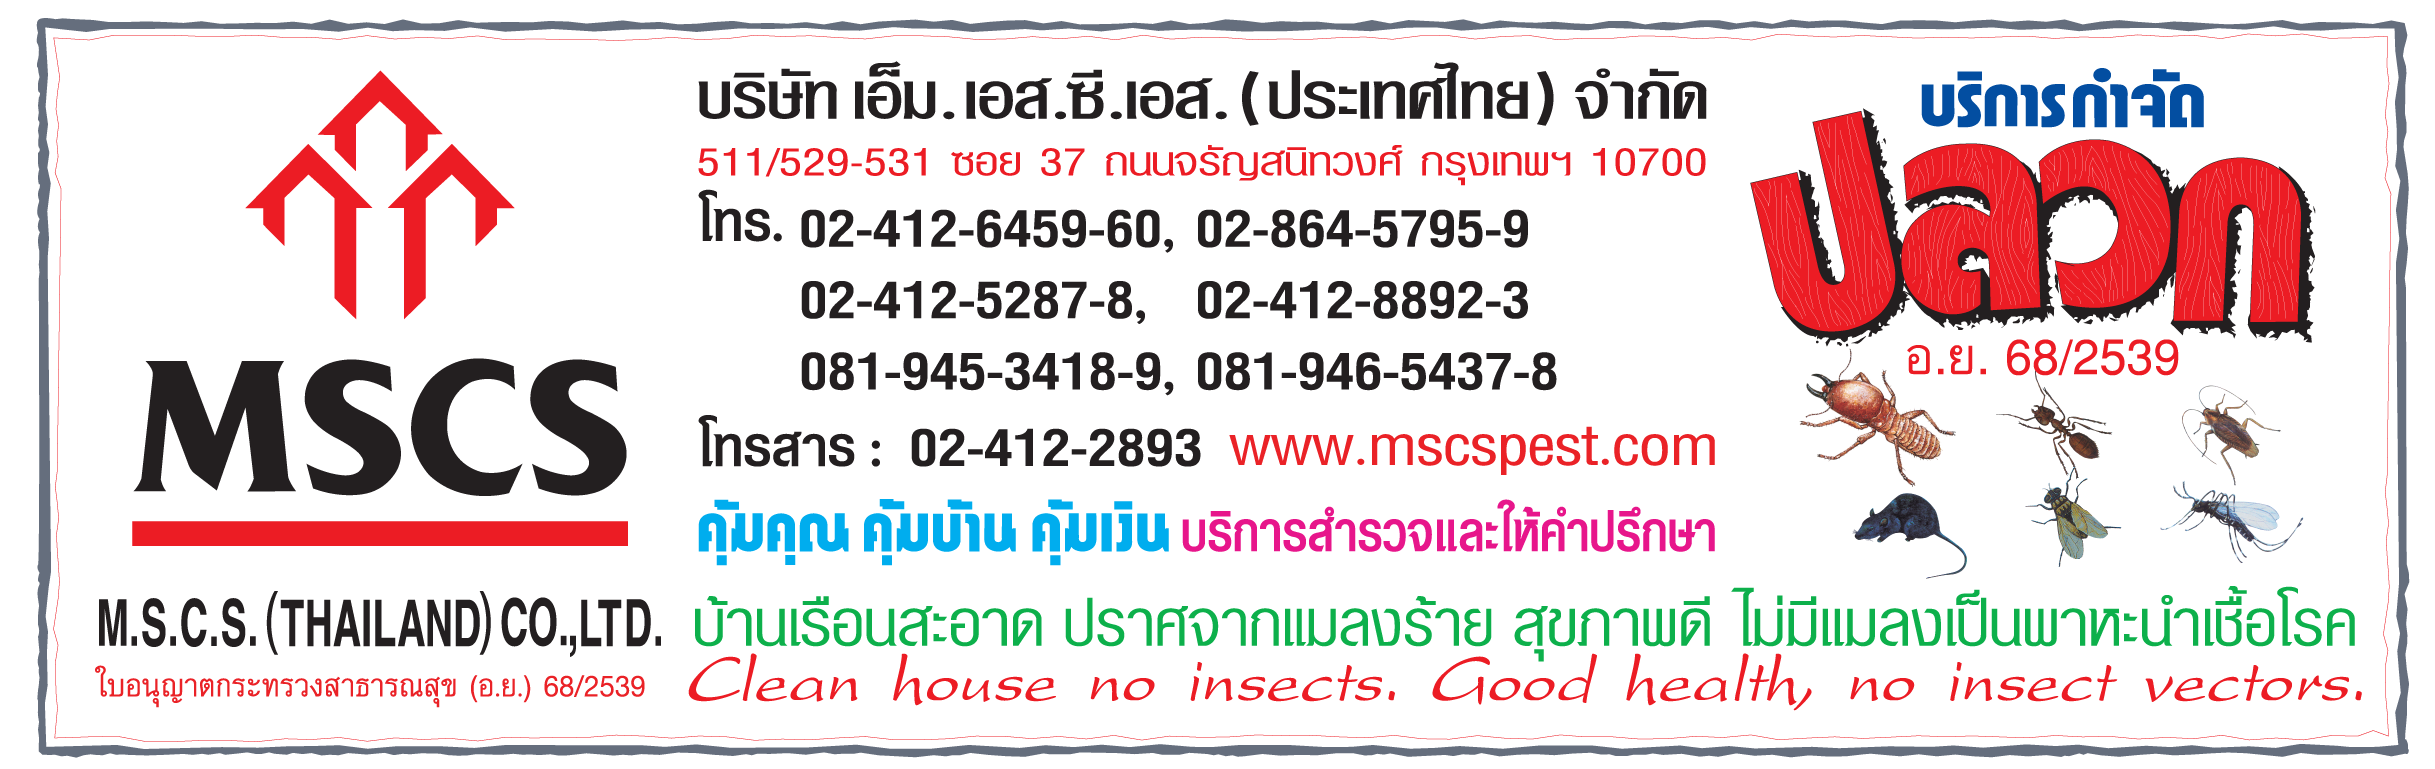 MSCS
M.S.C.S. (THAILAND) CO.,LTD.
ใบอนุญาตกระทรวงสาธารณสุข (อ.ย.) 68/2539
บริษัท เอ็ม.เอส.ซี.เอส. (ประเทศไทย) จำกัด
511/529-531 ซอย 37 ถนนจรัญสนิทวงศ์ กรุงเทพฯ 10700
โทร. 02-412-6459-60, 02-864-5795-9
02-412-5287-8, 02-412-8892-3
081-945-3418-9, 081-946-5437-8
โทรสาร : 02-412-2893 www.mscspest.com
คุ้มคุณ คุ้มบ้าน คุ้มเงิน บริการสำรวจและให้คำปรึกษา
บริการกำจัด
ปลวก
อ.ย. 68/2539
บ้านเรือนสะอาด ปราศจากแมลงร้าย สุขภาพดี ไม่มีแมลงเป็นพาหะนำเชื้อโรค
Clean house no insects. Good health, no insect vectors.